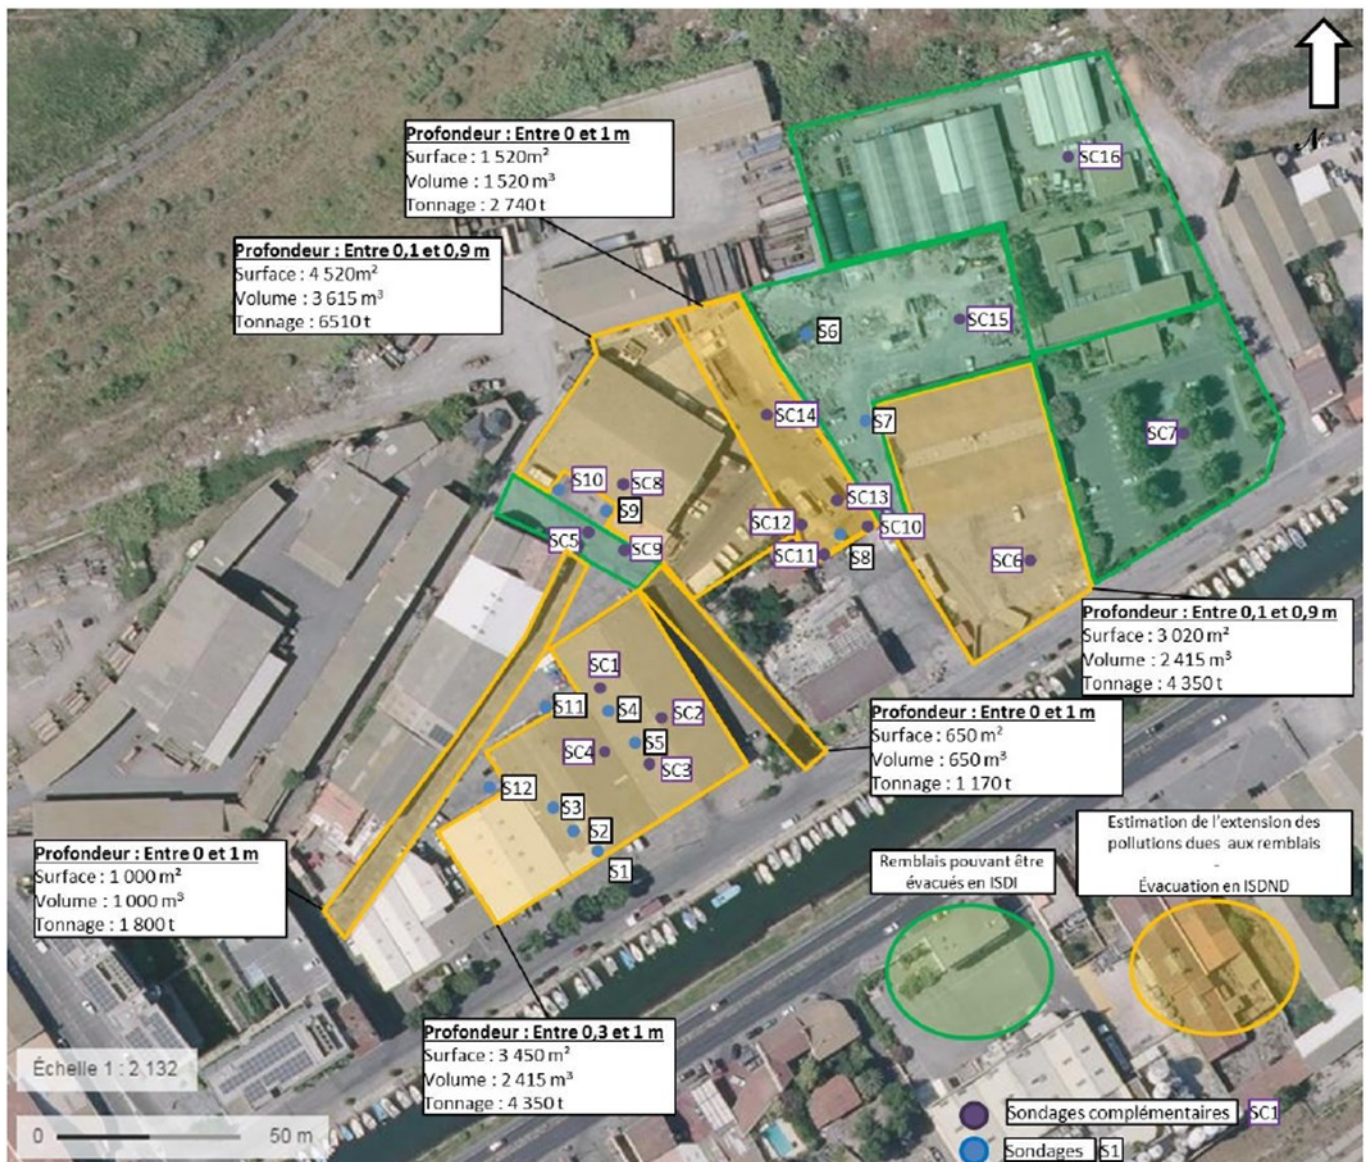 Profondeur : Entre 0 et 1 m
Surface : 1 520m²
Volume : 1 520 m³
Tonnage : 2 740 t
N
SC16
Profondeur : Entre 0,1 et 0,9 m
Surface : 4 520m²
Volume : 3 615 m³
Tonnage : 6510 t
S6
SC15
SC14
S7
SC7
S10
SC8
S9
SC13
SC12
SC10
SC5
SC9
SC11
S8
SC6
Profondeur : Entre 0,1 et 0,9 m
Surface : 3 020 m²
Volume : 2 415 m³
Tonnage : 4 350 t
SC1
S11
S4
SC2
SC4
S5
SC3
Profondeur : Entre 0 et 1 m
Surface : 650 m²
Volume : 650 m³
Tonnage : 1 170 t
S12
S3
S2
S1
Profondeur : Entre 0 et 1 m
Surface : 1 000 m²
Volume : 1 000 m³
Tonnage : 1 800 t
Remblais pouvant être
évacués en ISDI
Estimation de l'extension des
pollutions dues aux remblais
-
Évacuation en ISDND
Profondeur : Entre 0,3 et 1 m
Surface : 3 450 m²
Volume : 2 415 m³
Tonnage : 4 350 t
Échelle 1 : 2 132
0 50 m
Sondages complémentaires SC1
Sondages S1